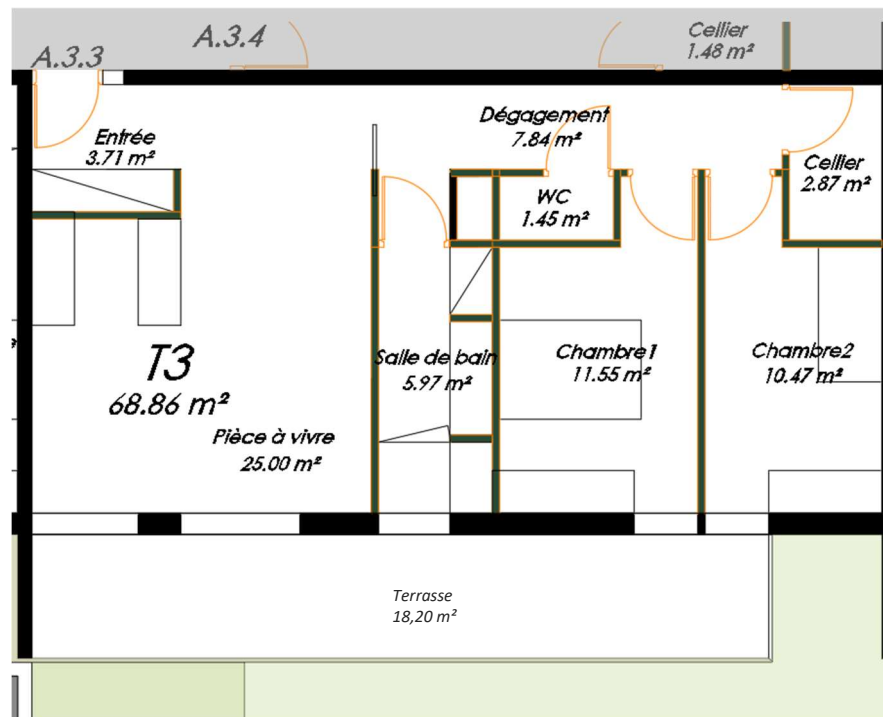 A.3.3
A.3.4
Cellier
1.48 m²
Entrée
3.71 m²
Dégagement
7.84 m²
WC
1.45 m²
Cellier
2.87 m²
T3
68.86 m²
Pièce à vivre
25.00 m²
Salle de bain
5.97 m²
Chambre1
11.55 m²
Chambre2
10.47 m²
Terrasse
18,20 m²